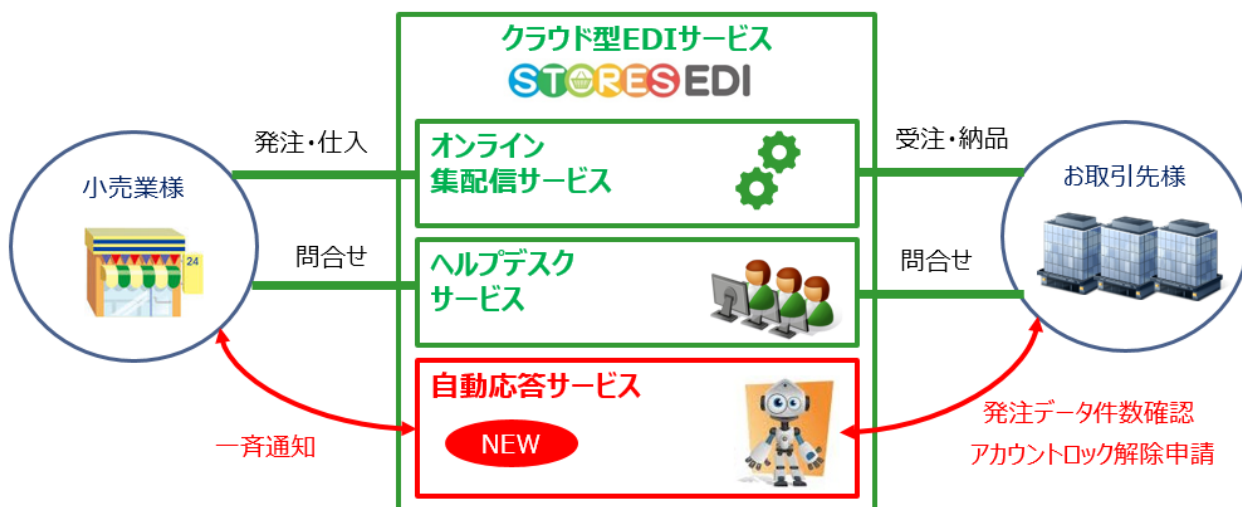 クラウド型EDIサービス
STORES EDI
発注・仕入
オンライン
集配信サービス
受注・納品
小売業様
お取引先様
24
問合せ
ヘルプデスク
サービス
問合せ
自動応答サービス
NEW
一斉通知
発注データ件数確認
アカウントロック解除申請